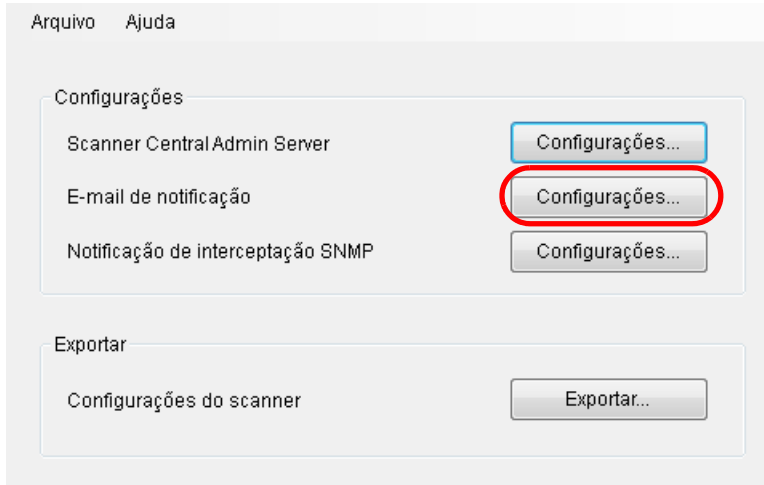 Arquivo Ajuda
Configurações
Scanner Central Admin Server Configurações...
E-mail de notificação Configurações...
Notificação de interceptação SNMP Configurações...
Exportar
Configurações do scanner Exportar...